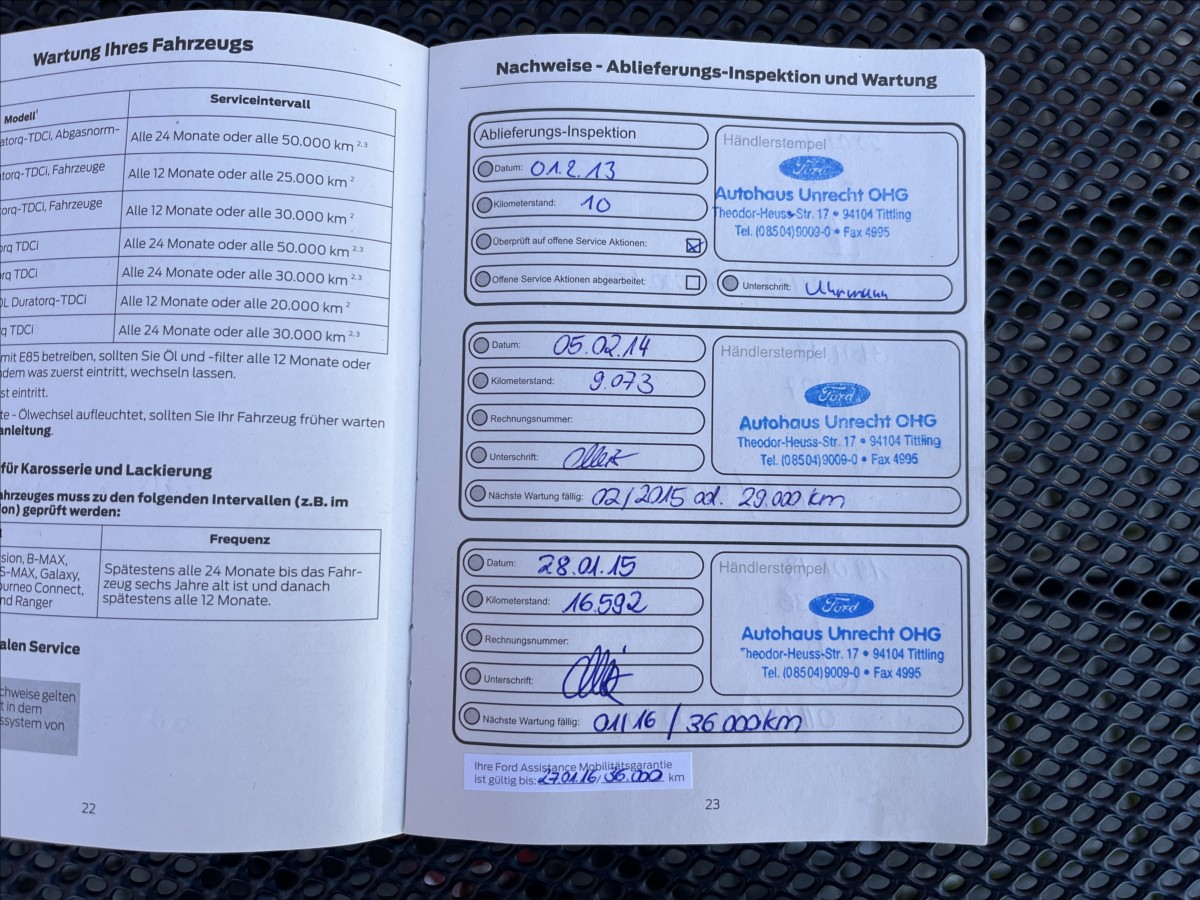 Wartung Ihres Fahrzeugs
Modell¹
Serviceintervall
atorq-TDCi, Abgasnorm-
Alle 24 Monate oder alle 50.000 km ²,³
torq-TDCi, Fahrzeuge
Alle 12 Monate oder alle 25.000 km ²
orq-TDCi, Fahrzeuge
Alle 12 Monate oder alle 30.000 km ²
orq TDCi
Alle 24 Monate oder alle 50.000 km ²,³
rq TDCi
Alle 24 Monate oder alle 30.000 km ²,³
OL Duratorq-TDCi
Alle 12 Monate oder alle 20.000 km ²
q TDCi
Alle 24 Monate oder alle 30.000 km ²,³
mit E85 betreiben, sollten Sie Öl und -filter alle 12 Monate oder
dem was zuerst eintritt, wechseln lassen.
st eintritt.
te - Ölwechsel aufleuchtet, sollten Sie Ihr Fahrzeug früher warten
anleitung.
für Karosserie und Lackierung
ahrzeuges muss zu den folgenden Intervallen (z.B. im
on) geprüft werden:
Frequenz
sion, B-MAX,
S-MAX, Galaxy,
ourneo Connect,
nd Ranger
Spätestens alle 24 Monate bis das Fahr-
zeug sechs Jahre alt ist und danach
spätestens alle 12 Monate.
alen Service
chweise gelten
t in dem
ssystem von
22
Nachweise - Ablieferungs-Inspektion und Wartung
Ablieferungs-Inspektion
Datum: 01.2.13
Kilometerstand: 10
Überprüft auf offene Service Aktionen:
Offene Service Aktionen abgearbeitet:
Händlerstempel
Ford
Autohaus Unrecht OHG
Theodor-Heuss-Str. 17 • 94104 Tittling
Tel. (08504) 9009-0 • Fax 4995
Unterschrift: Uhrmann
Datum: 05.02.14
Kilometerstand: 9.073
Rechnungsnummer:
Unterschrift:
Händlerstempel
Ford
Autohaus Unrecht OHG
Theodor-Heuss-Str. 17 • 94104 Tittling
Tel. (08504) 9009-0 • Fax 4995
Nächste Wartung fällig: 02/2015 od. 29.000 km
Datum: 28.01.15
Kilometerstand: 16.592
Rechnungsnummer:
Unterschrift:
Händlerstempel
Ford
Autohaus Unrecht OHG
Theodor-Heuss-Str. 17 • 94104 Tittling
Tel. (08504) 9009-0 • Fax 4995
Nächste Wartung fällig: 01/16 / 36 000 km
Ihre Ford Assistance Mobilitätsgarantie
ist gültig bis: 27.01.16/36.000 km
23